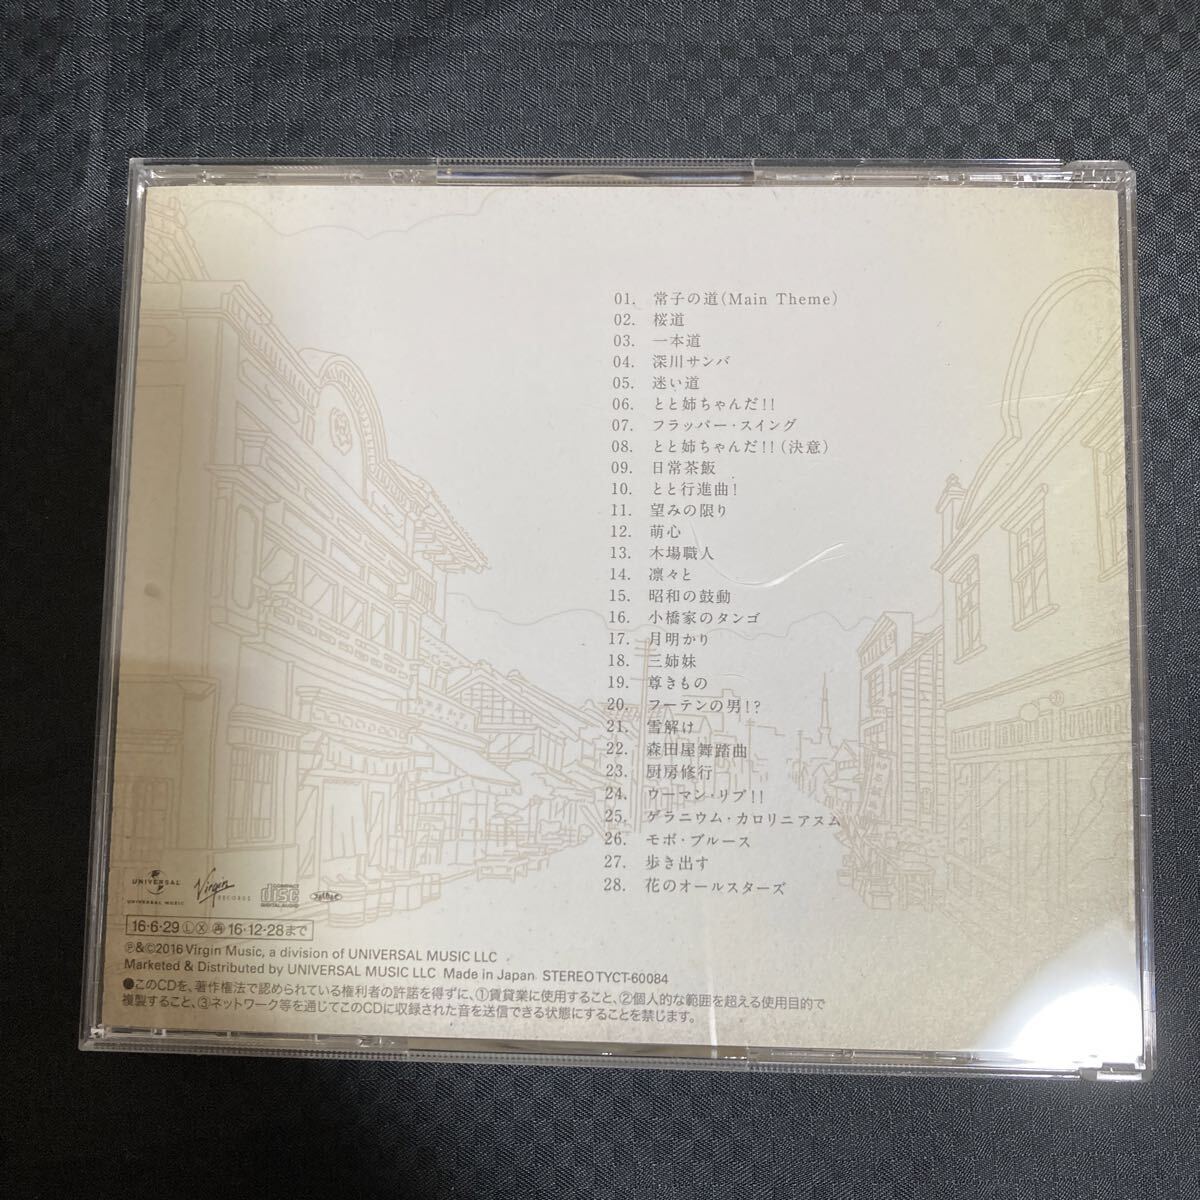 01. 常子の道(Main Theme)
02. 桜道
03. 一本道
04. 深川サンバ
05. 迷い道
06. とと姉ちゃんだ!!
07. フラッパー・スイング
08. とと姉ちゃんだ!!(決意)
09. 日常茶飯
10. とと行進曲!
11. 望みの限り
12. 萌心
13. 木場職人
14. 凛々と
15. 昭和の鼓動
16. 小橋家のタンゴ
17. 月明かり
18. 三姉妹
19. 尊きもの
20. フーテンの男!?
21. 雪解け
22. 森田屋舞踏曲
23. 厨房修行
24. ウーマン・リブ!!
25. ゲラニウム・カロリニアヌム
26. モボ・ブルース
27. 歩き出す
28. 花のオールスターズ
UNIVERSAL
UNIVERSAL MUSIC
Virgin
RECORDS
COMPACT
disc
DIGITAL AUDIO
16・6・29 Ⓛ Ⓧ 再 16・12・28まで
Ⓟ&©2016 Virgin Music, a division of UNIVERSAL MUSIC LLC
Marketed & Distributed by UNIVERSAL MUSIC LLC Made in Japan STEREO TYCT-60084
●このCDを、著作権法で認められている権利者の許諾を得ずに、①賃貸業に使用すること、②個人的な範囲を超える使用目的で
複製すること、③ネットワーク等を通じてこのCDに収録された音を送信できる状態にすることを禁じます。